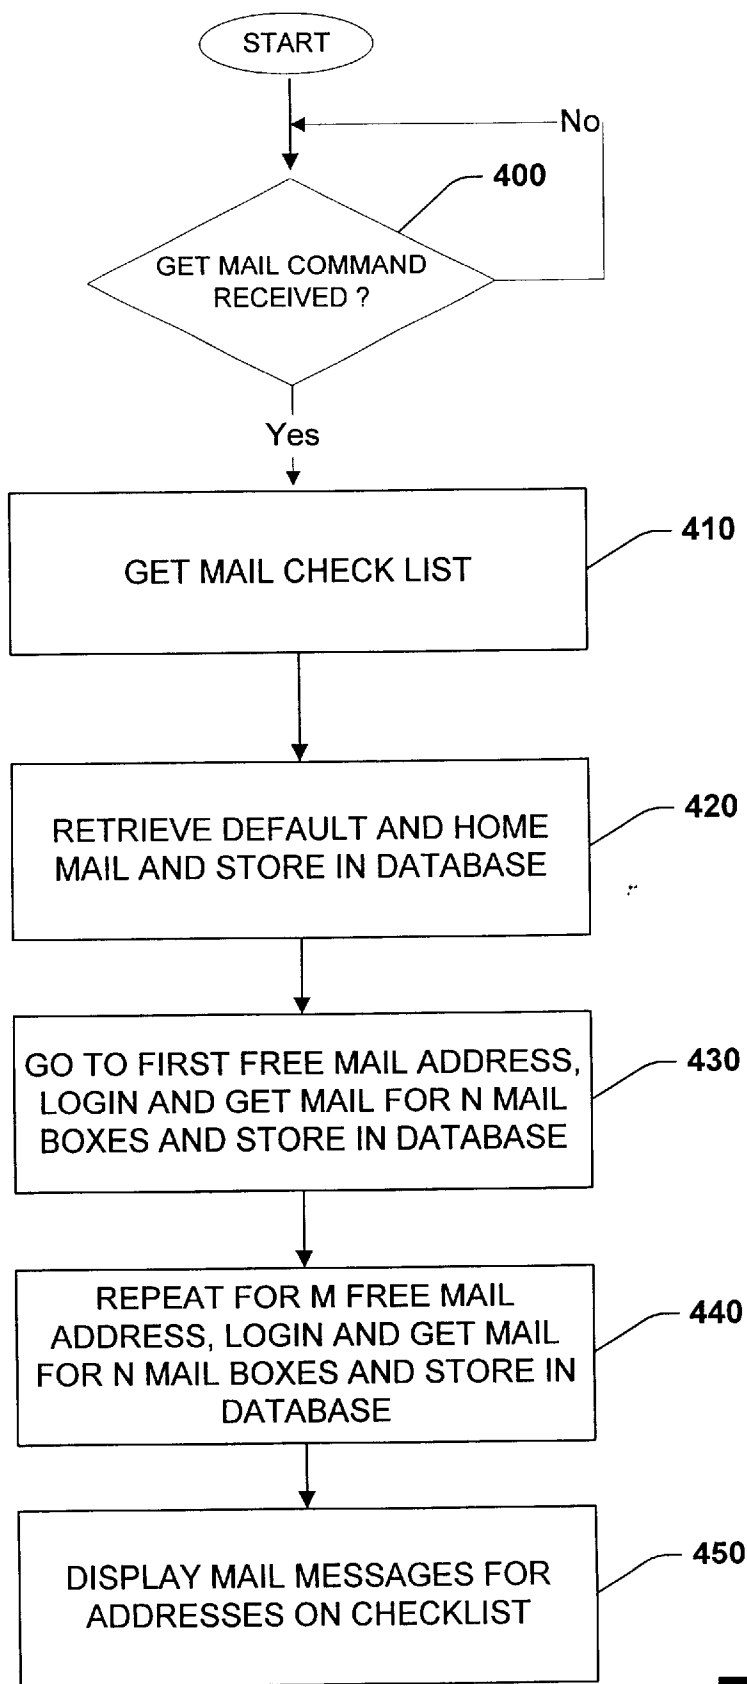 START
No
400
GET MAIL COMMAND
RECEIVED ?
Yes
410
GET MAIL CHECK LIST
420
RETRIEVE DEFAULT AND HOME
MAIL AND STORE IN DATABASE
430
GO TO FIRST FREE MAIL ADDRESS,
LOGIN AND GET MAIL FOR N MAIL
BOXES AND STORE IN DATABASE
440
REPEAT FOR M FREE MAIL
ADDRESS, LOGIN AND GET MAIL
FOR N MAIL BOXES AND STORE IN
DATABASE
450
DISPLAY MAIL MESSAGES FOR
ADDRESSES ON CHECKLIST